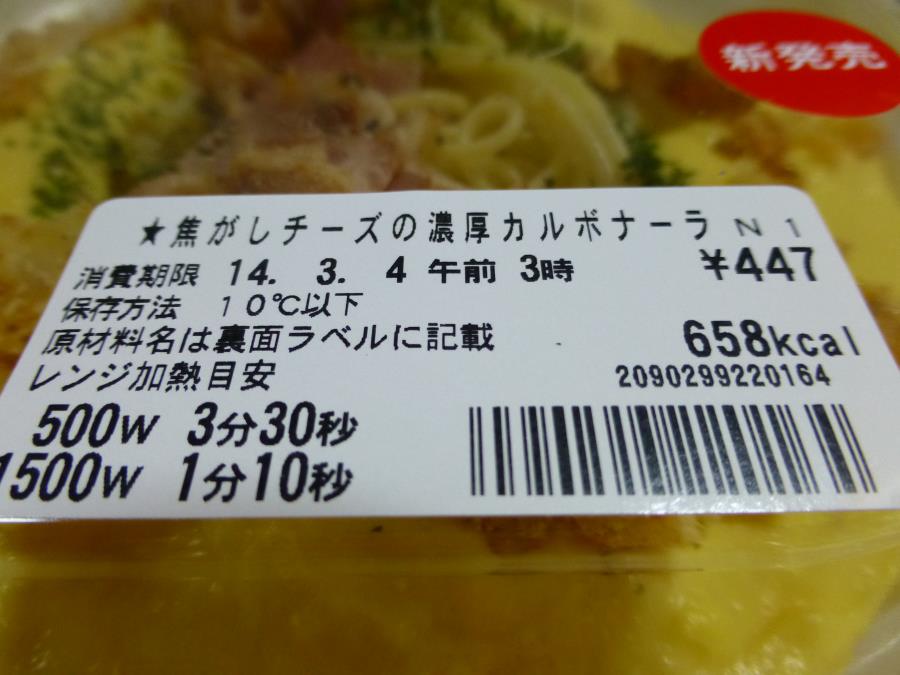 新発売
★焦がしチーズの濃厚カルボナーラ N1
消費期限 14. 3. 4 午前 3時 ¥447
保存方法 10℃以下
原材料名は裏面ラベルに記載 658kcal
レンジ加熱目安 2090299220164
500W 3分30秒
1500W 1分10秒